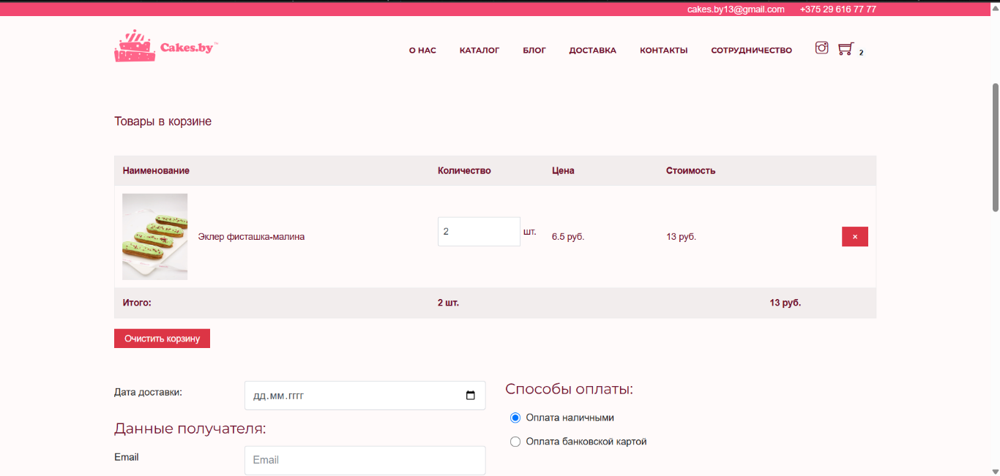 cakes.by13@gmail.com +375 29 616 77 77
Cakes.by™ О НАС КАТАЛОГ БЛОГ ДОСТАВКА КОНТАКТЫ СОТРУДНИЧЕСТВО 2
Товары в корзине
Наименование Количество Цена Стоимость
Эклер фисташка-малина 2 шт. 6.5 руб. 13 руб. ×
Итого: 2 шт. 13 руб.
Очистить корзину
Дата доставки: дд.мм.гггг
Данные получателя:
Email Email
Способы оплаты:
Оплата наличными
Оплата банковской картой